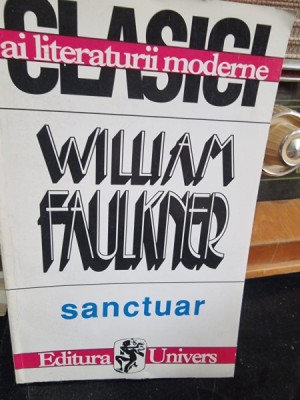 CLASICI
ai literaturii moderne
WILLIAM
FAULKNER
sanctuar
Editura Univers